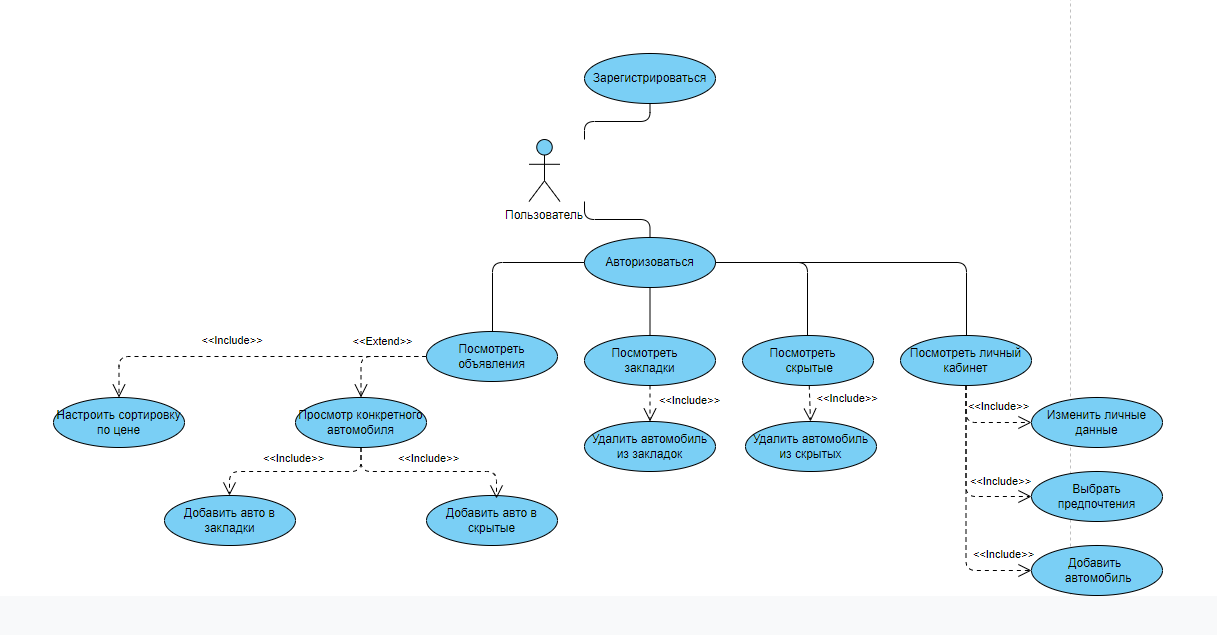 Зарегистрироваться
Пользователь
Авторизоваться
<<Include>>
<<Extend>>
Посмотреть
объявления
Посмотреть
закладки
Посмотреть
скрытые
Посмотреть личный
кабинет
Настроить сортировку
по цене
Просмотр конкретного
автомобиля
<<Include>>
<<Include>>
<<Include>>
Удалить автомобиль
из закладок
Удалить автомобиль
из скрытых
Изменить личные
данные
<<Include>>
<<Include>>
<<Include>>
Выбрать
предпочтения
Добавить авто в
закладки
Добавить авто в
скрытые
<<Include>>
Добавить
автомобиль